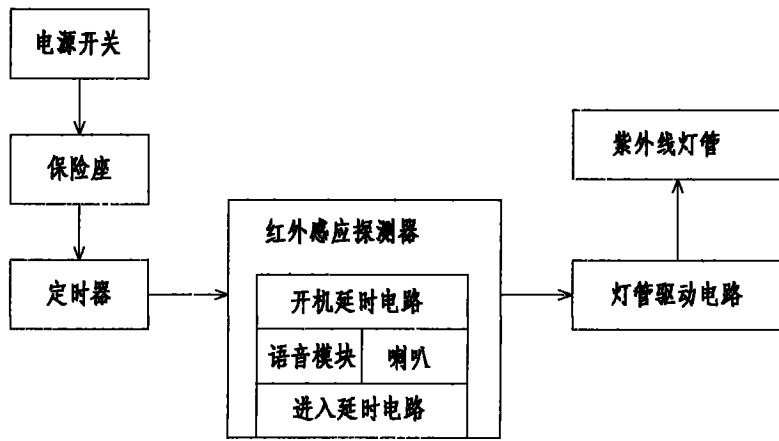 电源开关
保险座
定时器
红外感应探测器
开机延时电路
语音模块
喇叭
进入延时电路
紫外线灯管
灯管驱动电路